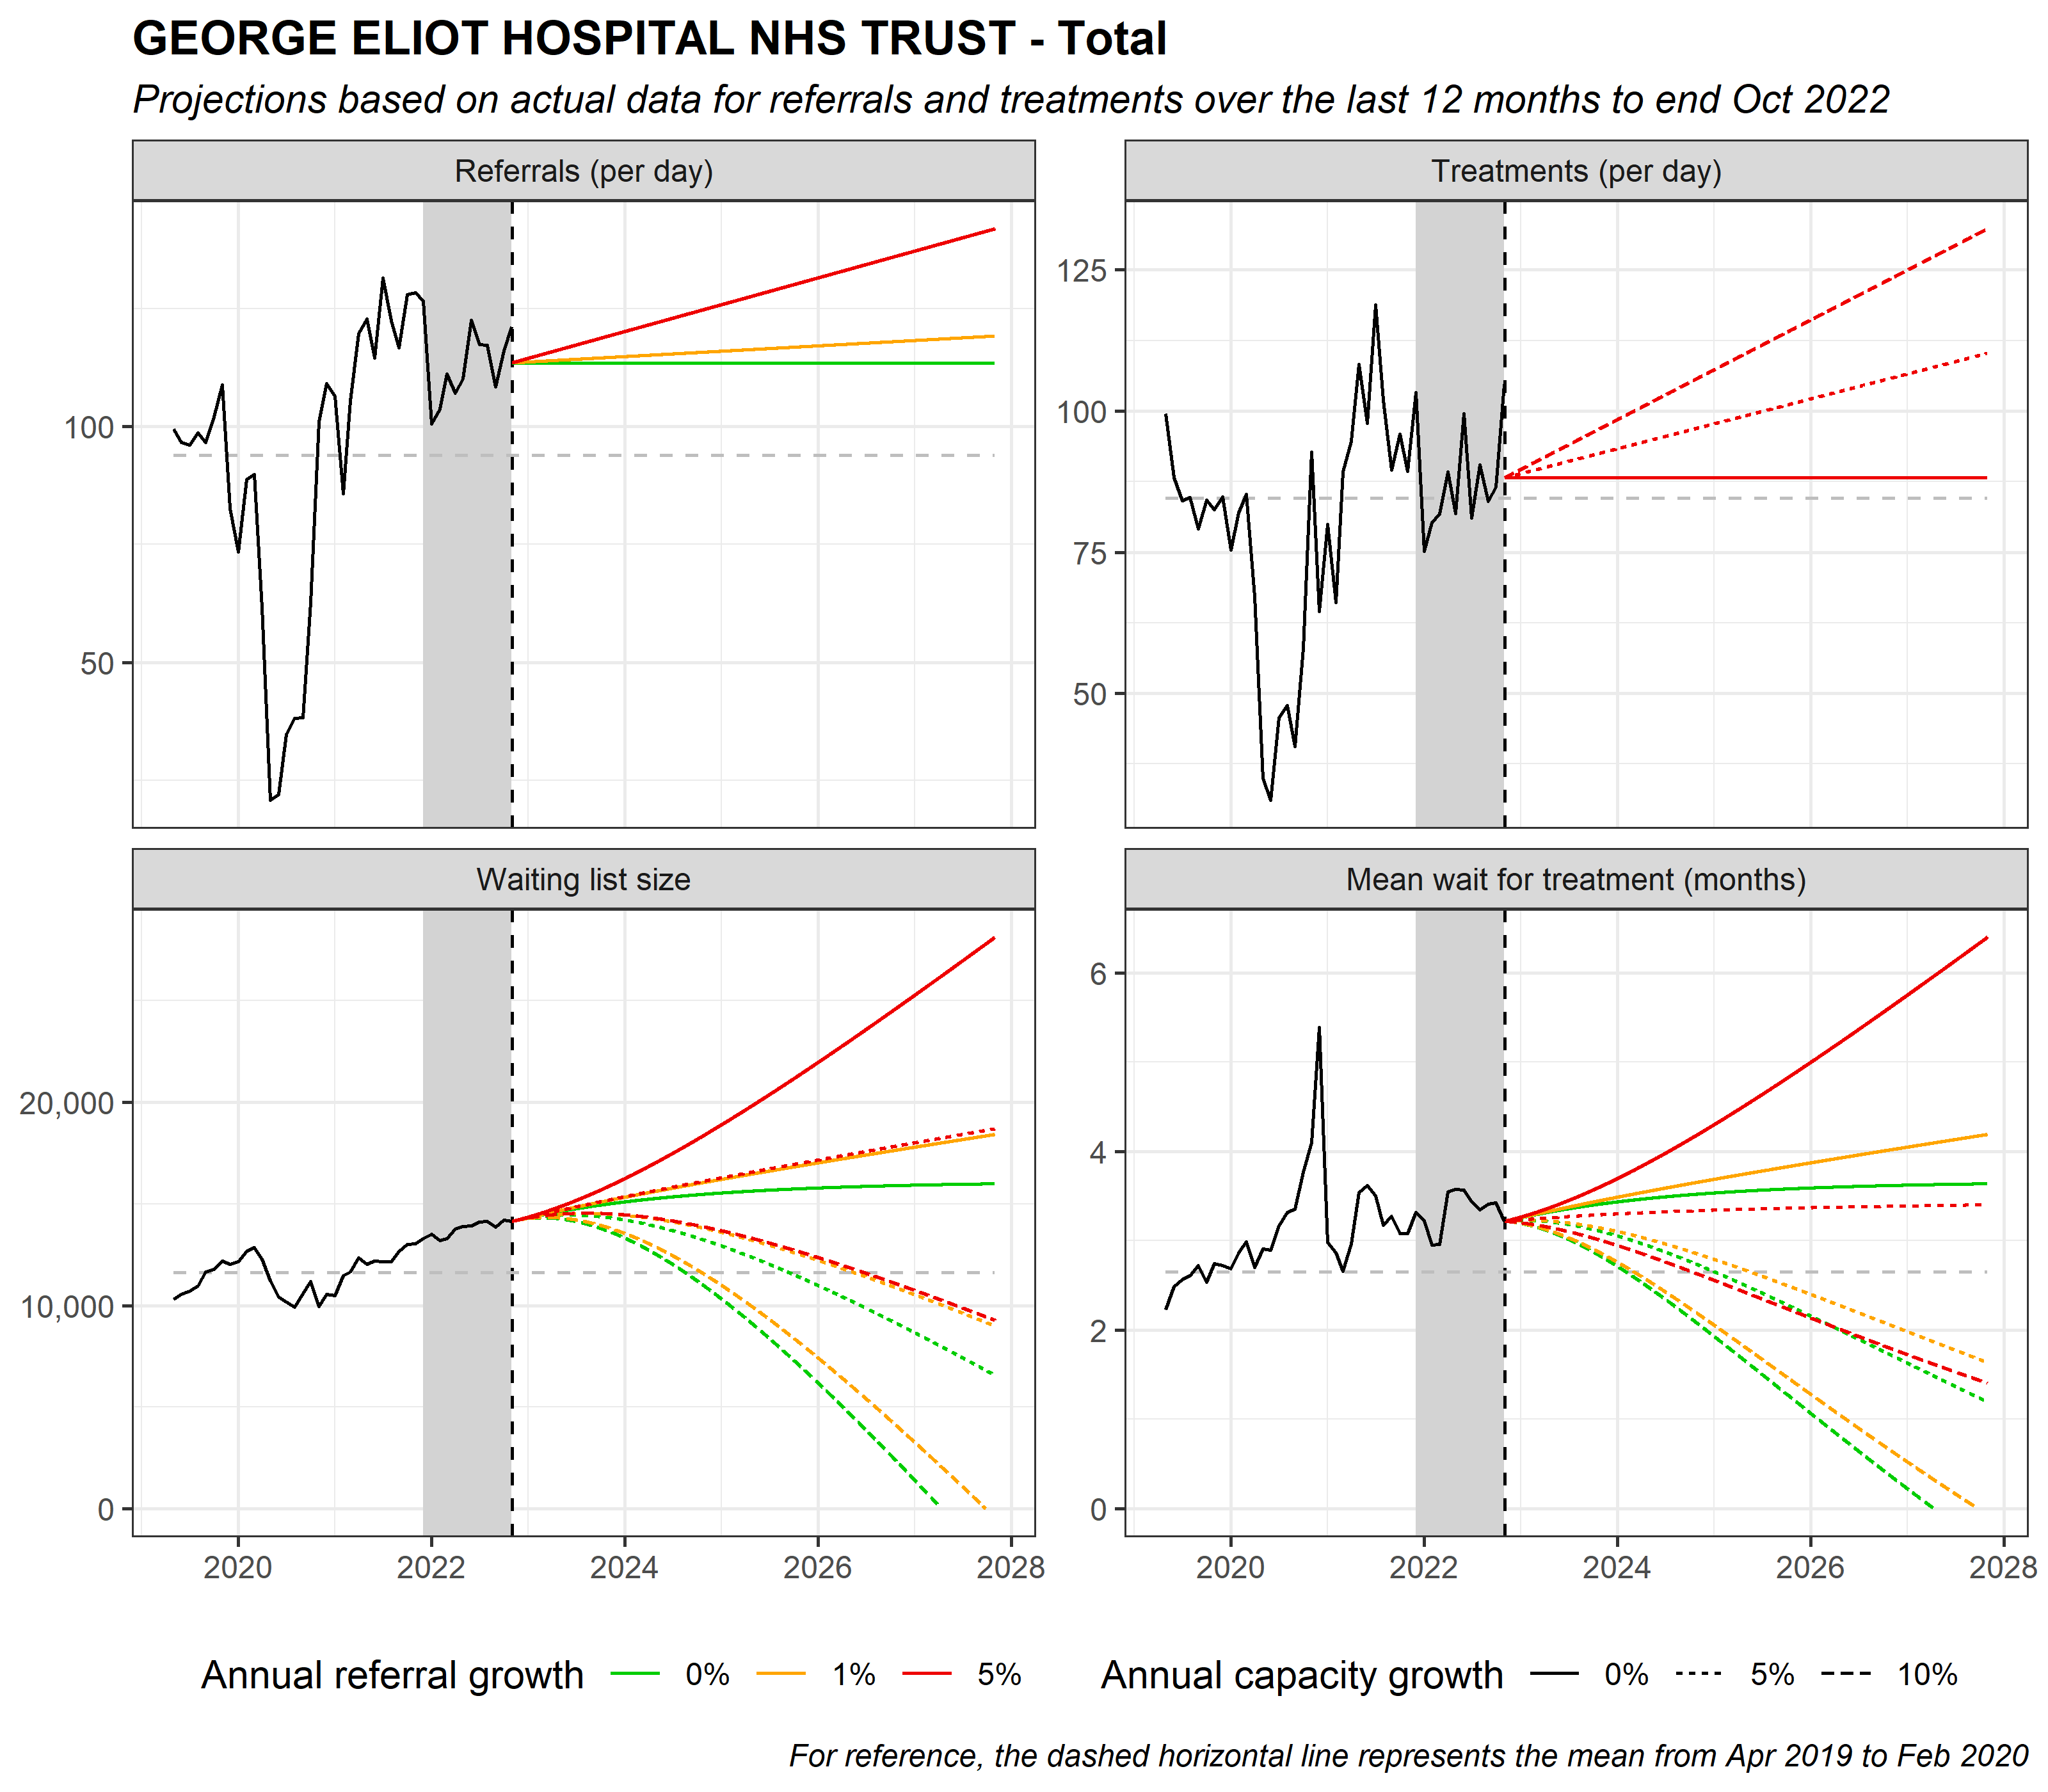 GEORGE ELIOT HOSPITAL NHS TRUST - Total
Projections based on actual data for referrals and treatments over the last 12 months to end Oct 2022
Referrals (per day)
100
50
Treatments (per day)
125
100
75
50
Waiting list size
20,000
10,000
0
2020 2022 2024 2026 2028
Mean wait for treatment (months)
6
4
2
0
2020 2022 2024 2026 2028
Annual referral growth 0% 1% 5%
Annual capacity growth 0% 5% 10%
For reference, the dashed horizontal line represents the mean from Apr 2019 to Feb 2020